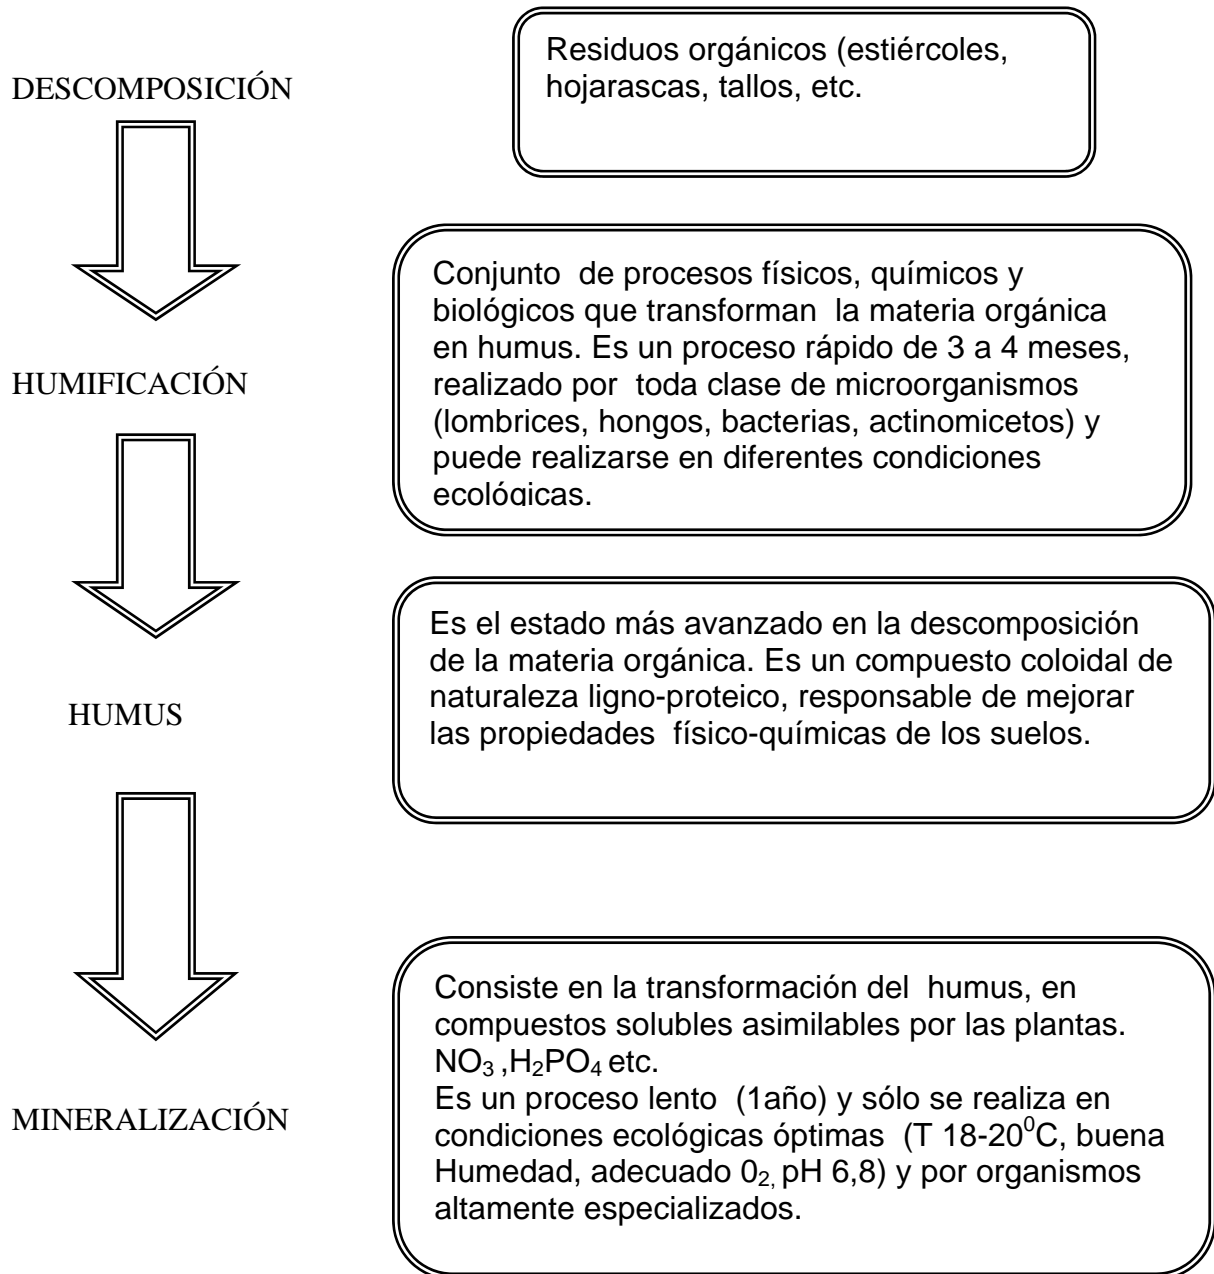 Residuos orgánicos (estiércoles,
hojarascas, tallos, etc.
DESCOMPOSICIÓN
Conjunto de procesos físicos, químicos y
biológicos que transforman la materia orgánica
en humus. Es un proceso rápido de 3 a 4 meses,
realizado por toda clase de microorganismos
(lombrices, hongos, bacterias, actinomicetos) y
puede realizarse en diferentes condiciones
ecológicas.
HUMIFICACIÓN
Es el estado más avanzado en la descomposición
de la materia orgánica. Es un compuesto coloidal de
naturaleza ligno-proteico, responsable de mejorar
las propiedades físico-químicas de los suelos.
HUMUS
Consiste en la transformación del humus, en
compuestos solubles asimilables por las plantas.
NO₃ ,H₂PO₄ etc.
Es un proceso lento (1año) y sólo se realiza en
condiciones ecológicas óptimas (T 18-20⁰C, buena
Humedad, adecuado 0₂, pH 6,8) y por organismos
altamente especializados.
MINERALIZACIÓN